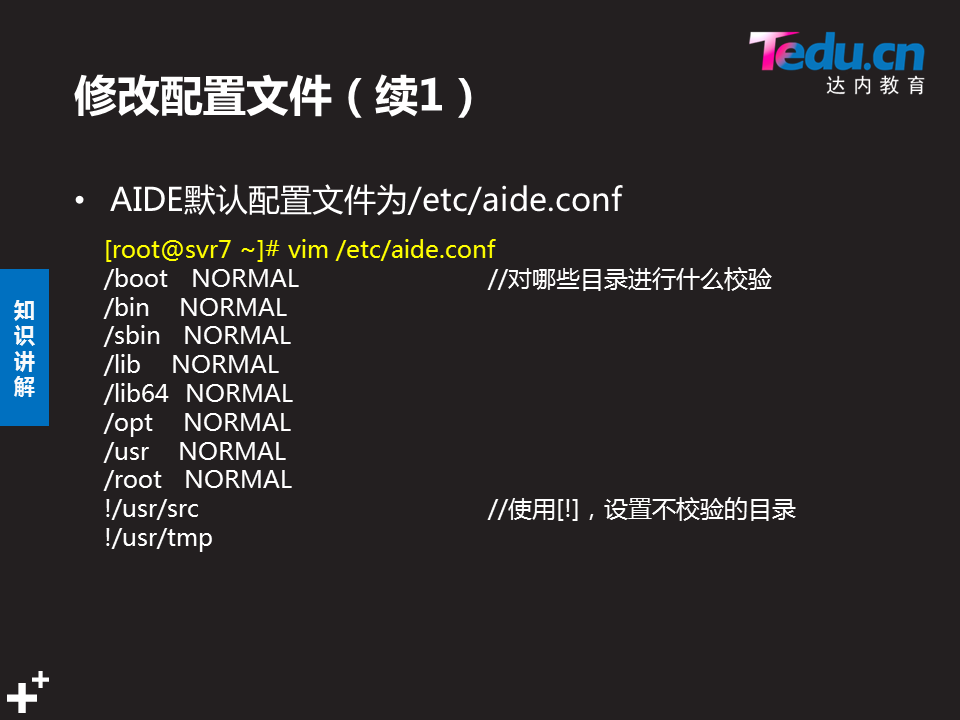 Tedu.cn
达内教育
修改配置文件（续1）
• AIDE默认配置文件为/etc/aide.conf
[root@svr7 ~]# vim /etc/aide.conf
/boot NORMAL //对哪些目录进行什么校验
/bin NORMAL
/sbin NORMAL
/lib NORMAL
/lib64 NORMAL
/opt NORMAL
/usr NORMAL
/root NORMAL
!/usr/src //使用[!]，设置不校验的目录
!/usr/tmp
知识讲解